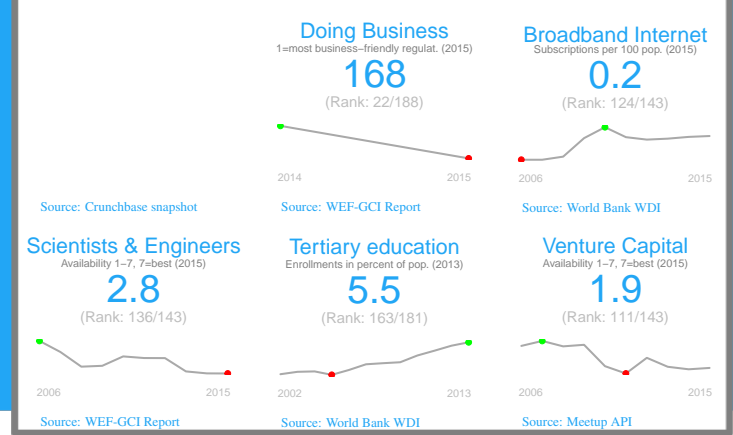 Doing Business
1=most business−friendly regulat. (2015)
168
(Rank: 22/188)
2014 2015
Source: WEF-GCI Report
Broadband Internet
Subscriptions per 100 pop. (2015)
0.2
(Rank: 124/143)
2006 2015
Source: World Bank WDI
Source: Crunchbase snapshot
Scientists & Engineers
Availability 1−7, 7=best (2015)
2.8
(Rank: 136/143)
2006 2015
Source: WEF-GCI Report
Tertiary education
Enrollments in percent of pop. (2013)
5.5
(Rank: 163/181)
2002 2013
Source: World Bank WDI
Venture Capital
Availability 1−7, 7=best (2015)
1.9
(Rank: 111/143)
2006 2015
Source: Meetup API